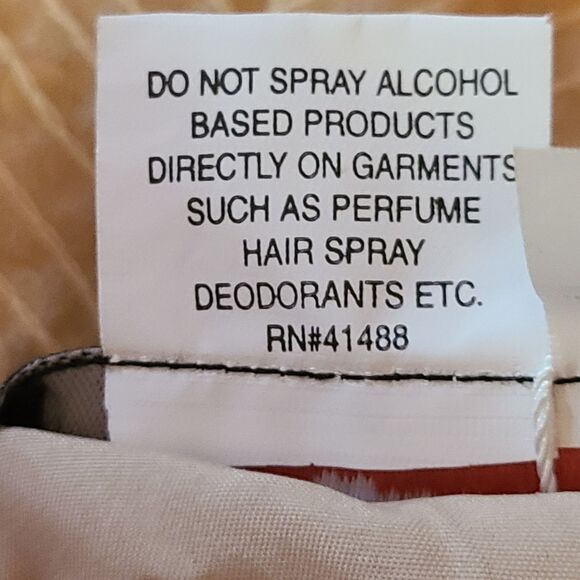 DO NOT SPRAY ALCOHOL
BASED PRODUCTS
DIRECTLY ON GARMENTS
SUCH AS PERFUME
HAIR SPRAY
DEODORANTS ETC.
RN#41488